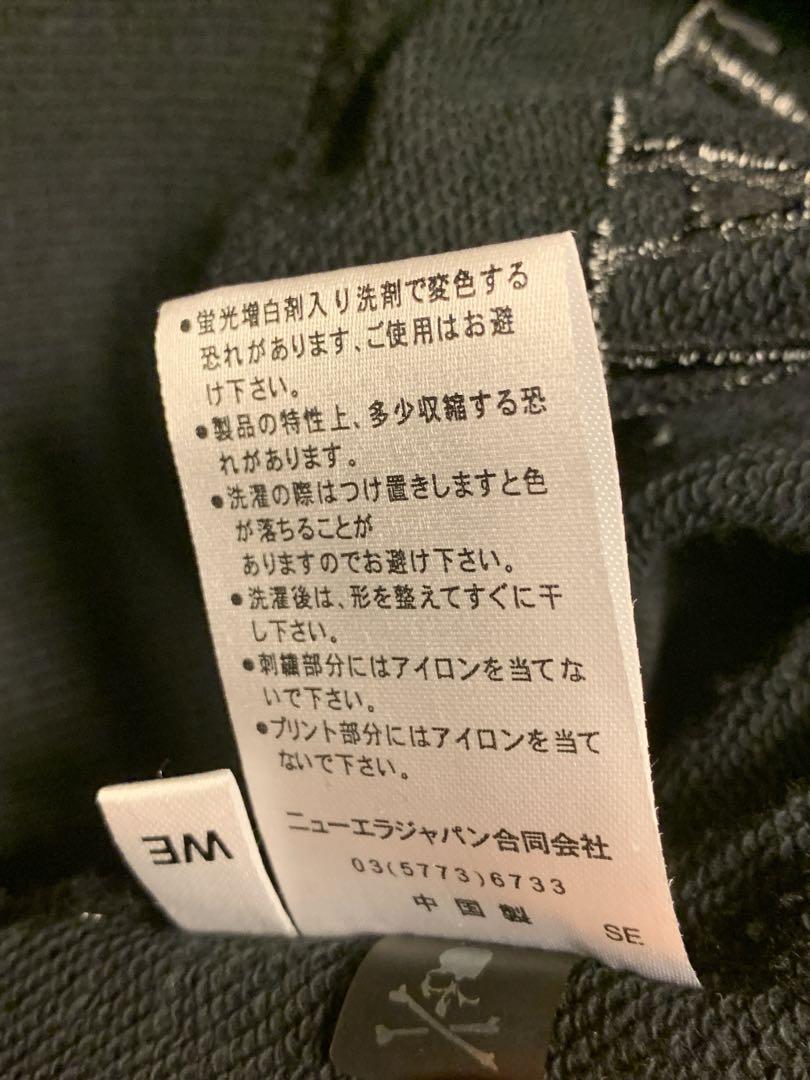 ●蛍光増白剤入り洗剤で変色する
恐れがあります、ご使用はお避
け下さい。
●製品の特性上、多少収縮する恐
れがあります。
●洗濯の際はつけ置きしますと色
が落ちることが
ありますのでお避け下さい。
●洗濯後は、形を整えてすぐに干
し下さい。
●刺繍部分にはアイロンを当てな
いで下さい。
●プリント部分にはアイロンを当て
ないで下さい。
ニューエラジャパン合同会社
03(5773)6733
中国製
SE
WE